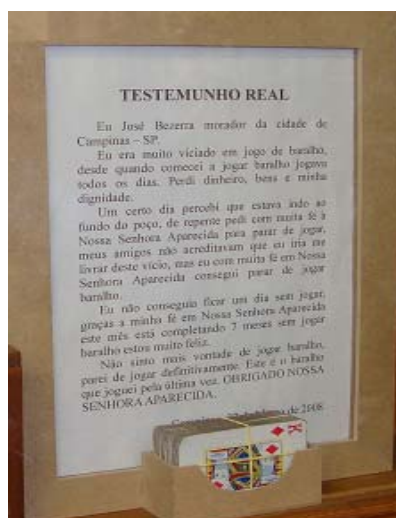 TESTEMUNHO REAL
Eu José Bezerra morador da cidade de
Campinas – SP.
Eu era muito viciado em jogo de baralho,
desde quando comecei a jogar baralho jogava
todos os dias. Perdi dinheiro, bens e minha
dignidade.
Um certo dia percebi que estava indo ao
fundo do poço, de repente pedi com muita fé à
Nossa Senhora Aparecida para parar de jogar,
meus amigos não acreditavam que eu iria me
livrar deste vício, mas eu com muita fé em Nossa
Senhora Aparecida consegui parar de jogar
baralho.
Eu não conseguia ficar um dia sem jogar,
graças a minha fé em Nossa Senhora Aparecida
este mês está completando 7 meses sem jogar
baralho estou muito feliz.
Não sinto mais vontade de jogar baralho,
parei de jogar definitivamente. Este é o baralho
que joguei pela última vez. OBRIGADO NOSSA
SENHORA APARECIDA.
de 2008
K